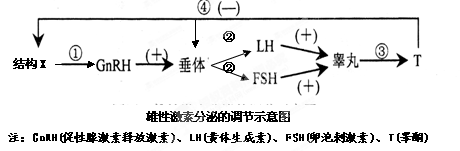 ④ (—)
结构X ① GnRH (+) 垂体 ② LH (+) 睾丸 ③ T
② FSH (+)
雄性激素分泌的调节示意图
注：GnRH(促性腺激素释放激素)、LH(黄体生成素)、FSH(卵泡刺激素)、T(睾酮)